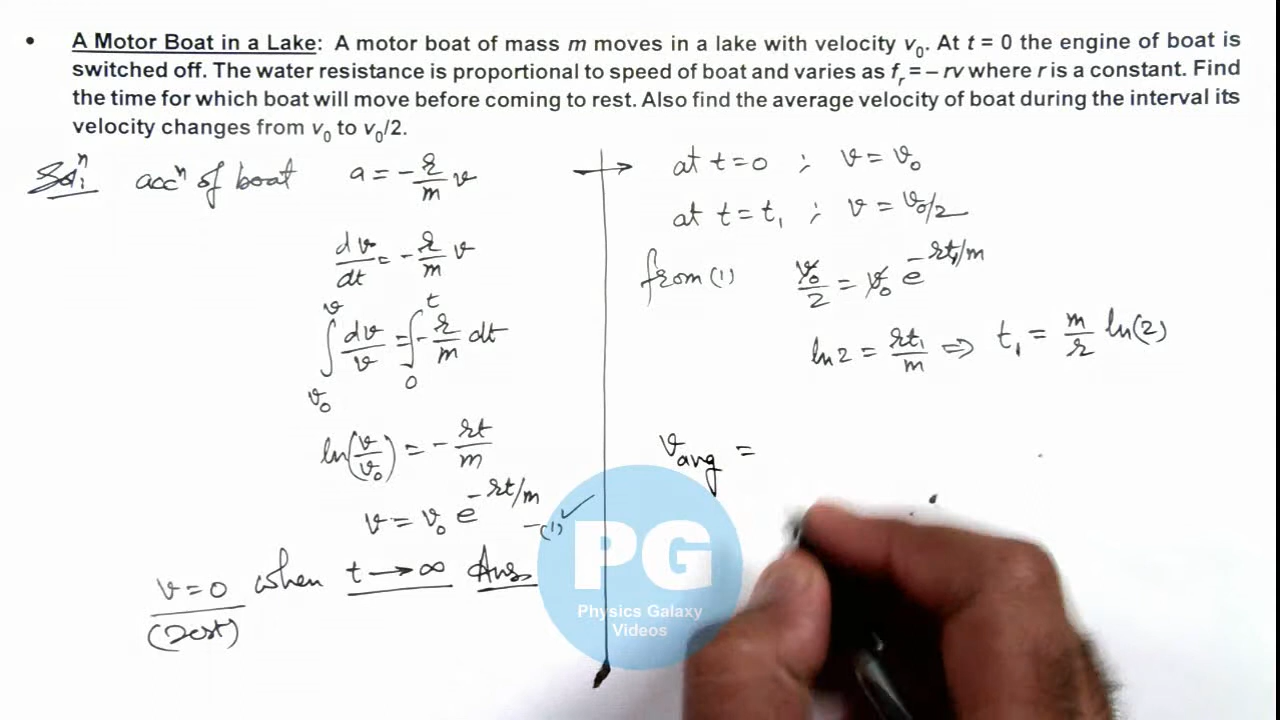 • A Motor Boat in a Lake: A motor boat of mass m moves in a lake with velocity v₀. At t = 0 the engine of boat is
switched off. The water resistance is proportional to speed of boat and varies as fᵣ = – rv where r is a constant. Find
the time for which boat will move before coming to rest. Also find the average velocity of boat during the interval its
velocity changes from v₀ to v₀/2.
Solⁿ: accⁿ of boat a = -r/m v
dv/dt = -r/m v
∫_{v₀}^{v} dv/v = ∫_{0}^{t} -r/m dt
ln(v/v₀) = -rt/m
v = v₀ e^{-rt/m} –(1)
v = 0 when t → ∞ Ans.
(rest)
at t = 0 ; v = v₀
at t = t₁ ; v = v₀/2
from (1) v₀/2 = v₀ e^{-rt₁/m}
ln 2 = rt₁/m ⇒ t₁ = m/r ln(2)
v_avg =
PG
Physics Galaxy
Videos